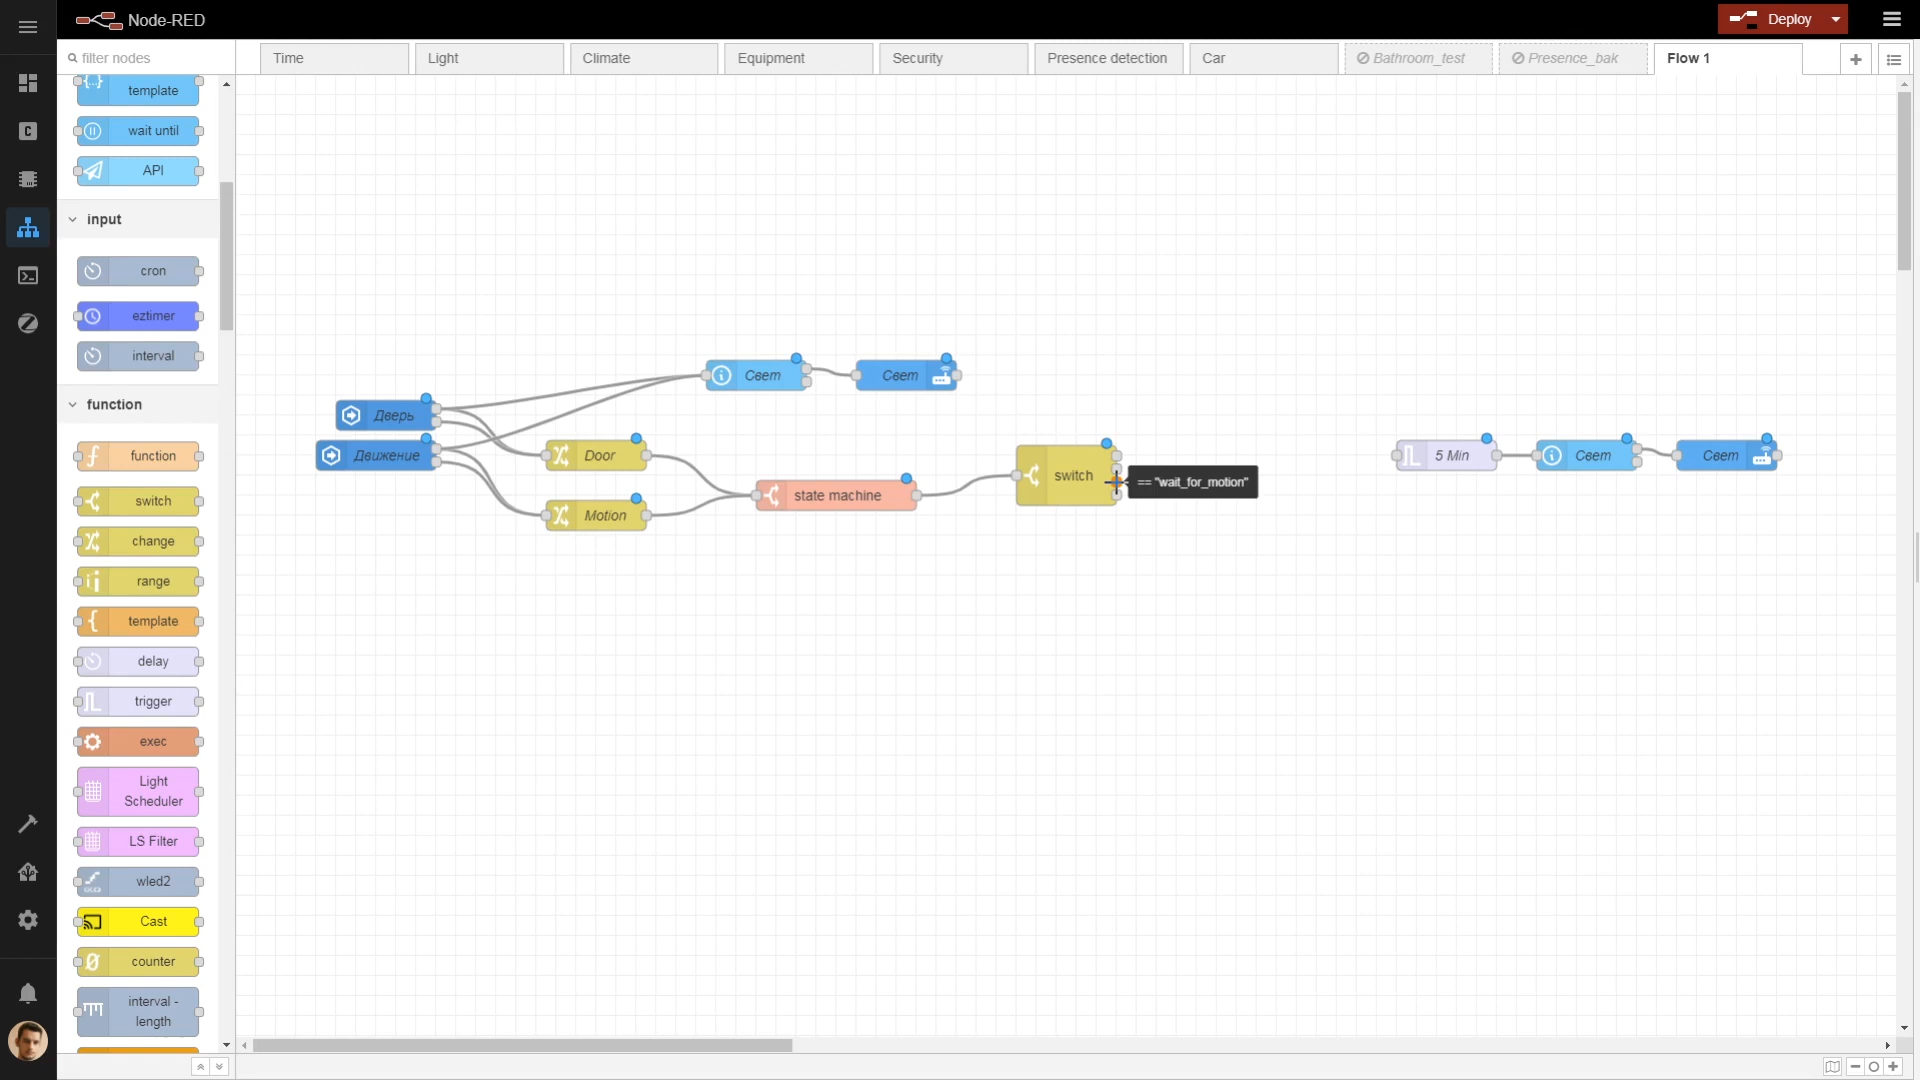 Node-RED
Deploy
filter nodes
Time
Light
Climate
Equipment
Security
Presence detection
Car
Bathroom_test
Presence_bak
Flow 1
template
wait until
API
input
cron
eztimer
interval
function
function
switch
change
range
template
delay
trigger
exec
Light
Scheduler
LS Filter
wled2
Cast
counter
interval -
length
Свет
Свет
Дверь
Движение
Door
Motion
state machine
switch
== "wait_for_motion"
5 Min
Свет
Свет